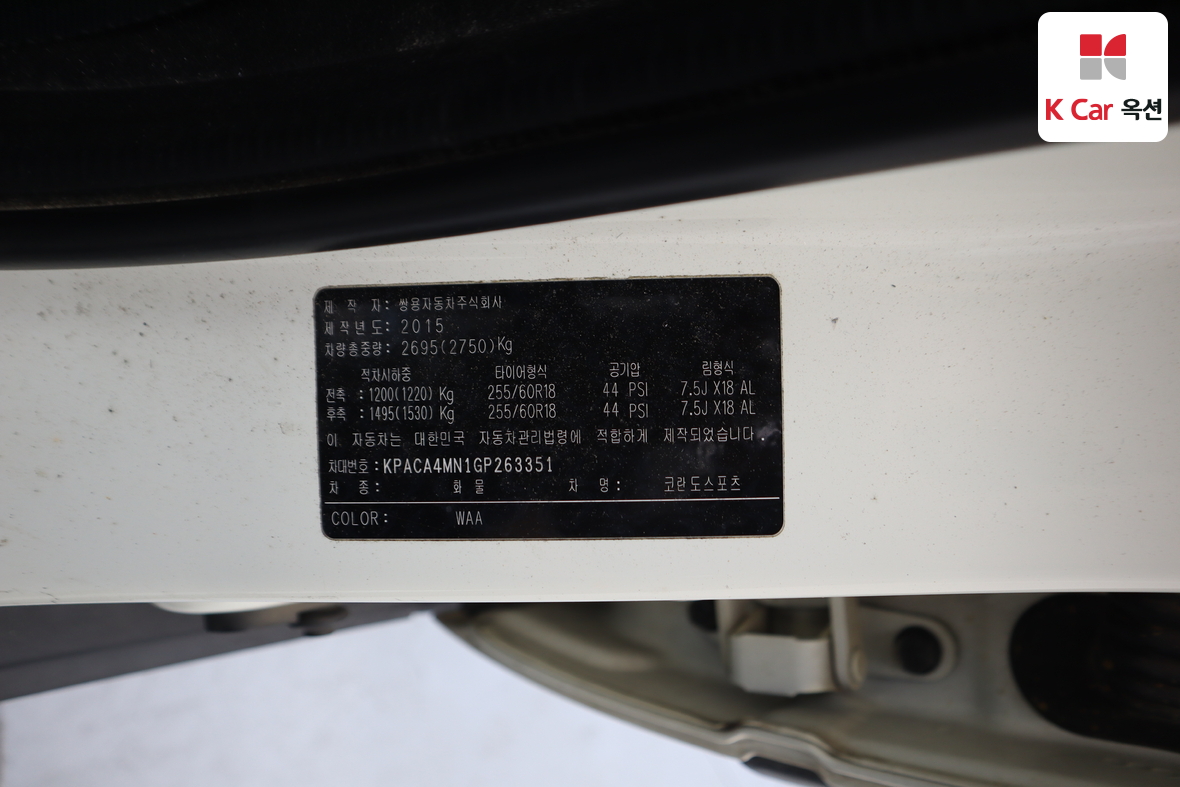 K Car 옥션
제 작 자: 쌍용자동차주식회사
제작년도: 2015
차량총중량: 2695(2750)Kg
적차시하중 타이어형식 공기압 림형식
전축 : 1200(1220) Kg 255/60R18 44 PSI 7.5J X18 AL
후축 : 1495(1530) Kg 255/60R18 44 PSI 7.5J X18 AL
이 자동차는 대한민국 자동차관리법령에 적합하게 제작되었습니다.
차대번호 : KPACA4MN1GP263351
차 종 : 화 물 차 명 : 코란도스포츠
COLOR: WAA